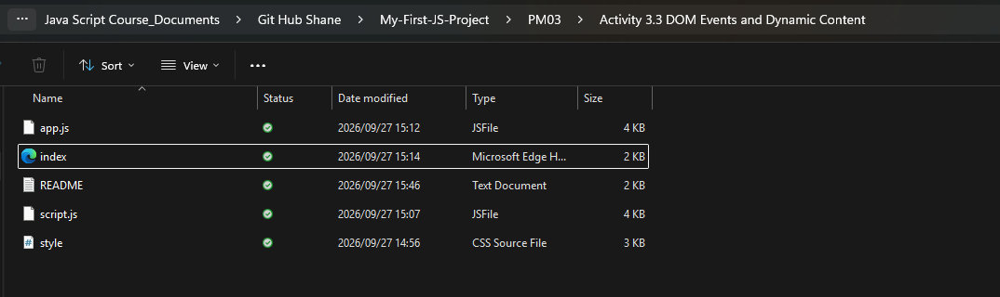 Java Script Course_Documents > Git Hub Shane > My-First-JS-Project > PM03 > Activity 3.3 DOM Events and Dynamic Content
Sort View
Name Status Date modified Type Size
app.js 2026/09/27 15:12 JSFile 4 KB
index 2026/09/27 15:14 Microsoft Edge H... 2 KB
README 2026/09/27 15:46 Text Document 2 KB
script.js 2026/09/27 15:07 JSFile 4 KB
style 2026/09/27 14:56 CSS Source File 3 KB